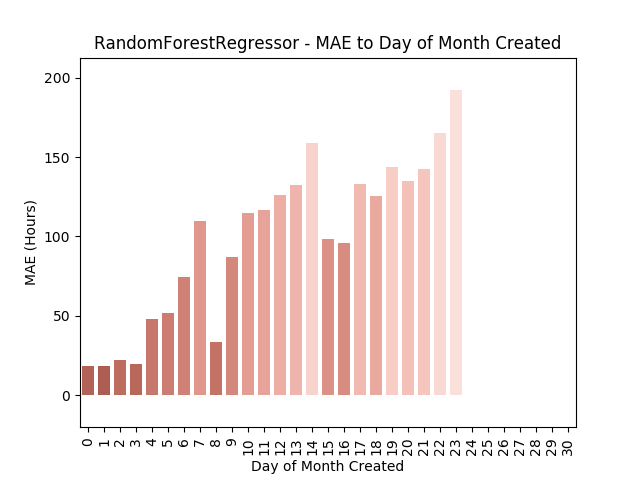 RandomForestRegressor - MAE to Day of Month Created
200
150
100
50
0
MAE (Hours)
0 1 2 3 4 5 6 7 8 9 10 11 12 13 14 15 16 17 18 19 20 21 22 23 24 25 26 27 28 29 30
Day of Month Created